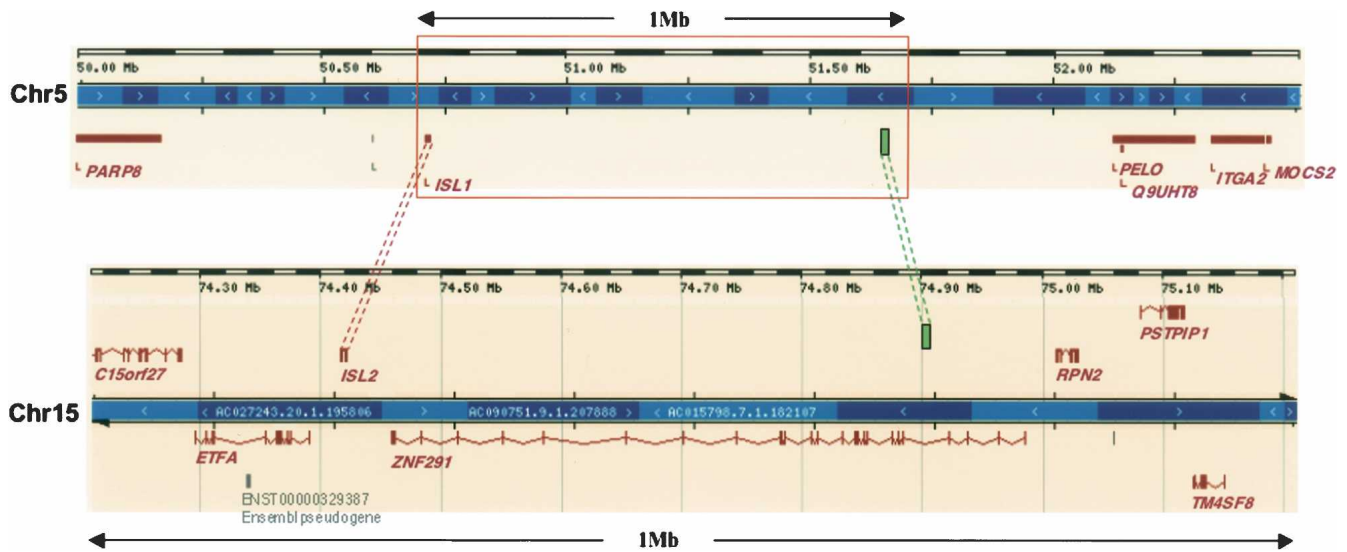 1Mb
50.00 Mb 50.50 Mb 51.00 Mb 51.50 Mb 52.00 Mb
Chr5
PARP8 ISL1 PELO ITGA2 MOCS2
Q9UHT8
74.30 Mb 74.40 Mb 74.50 Mb 74.60 Mb 74.70 Mb 74.80 Mb 74.90 Mb 75.00 Mb 75.10 Mb
PSTPIP1
C15orf27 ISL2 RPN2
Chr15
AC027243.20.1.195806 AC090751.9.1.207888 AC015798.7.1.182107
ETFA ZNF291
ENST00000329387
Ensembl pseudogene
TM4SF8
1Mb